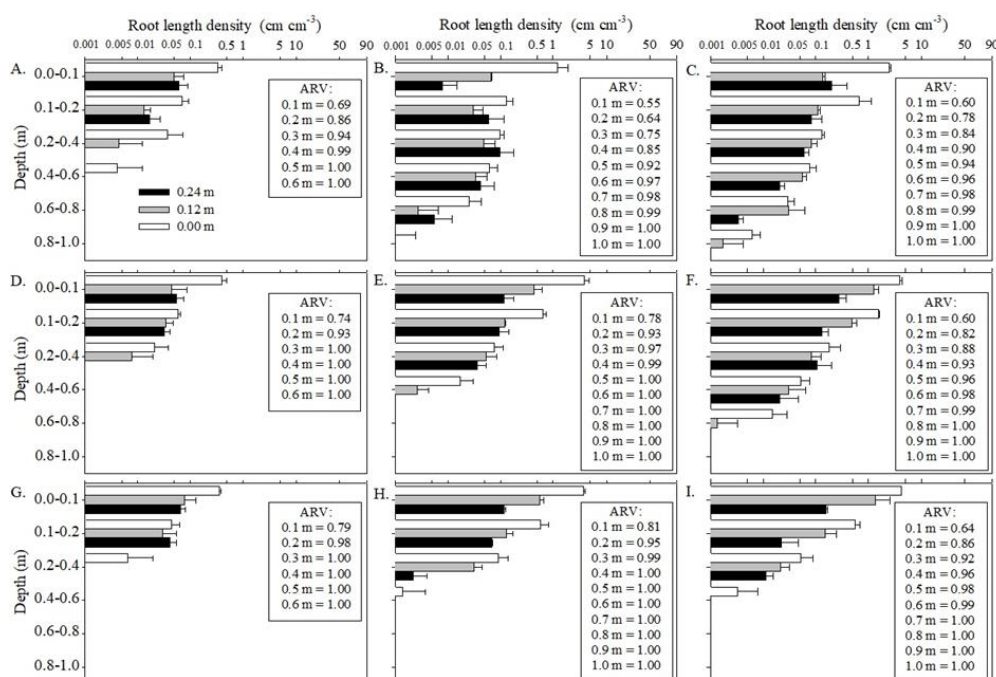 Root length density (cm cm⁻³) Root length density (cm cm⁻³) Root length density (cm cm⁻³)
0.001 0.005 0.01 0.05 0.1 0.5 1 5 10 50 90 0.001 0.005 0.01 0.05 0.1 0.5 1 5 10 50 90 0.001 0.005 0.01 0.05 0.1 0.5 1 5 10 50 90
A.
Depth (m)
0.0−0.1
0.1−0.2
0.2−0.4
0.4−0.6
0.6−0.8
0.8−1.0
0.24 m
0.12 m
0.00 m
ARV:
0.1 m = 0.69
0.2 m = 0.86
0.3 m = 0.94
0.4 m = 0.99
0.5 m = 1.00
0.6 m = 1.00
B.
ARV:
0.1 m = 0.55
0.2 m = 0.64
0.3 m = 0.75
0.4 m = 0.85
0.5 m = 0.92
0.6 m = 0.97
0.7 m = 0.98
0.8 m = 0.99
0.9 m = 1.00
1.0 m = 1.00
C.
ARV:
0.1 m = 0.60
0.2 m = 0.78
0.3 m = 0.84
0.4 m = 0.90
0.5 m = 0.94
0.6 m = 0.96
0.7 m = 0.98
0.8 m = 0.99
0.9 m = 1.00
1.0 m = 1.00
D.
Depth (m)
0.0−0.1
0.1−0.2
0.2−0.4
0.4−0.6
0.6−0.8
0.8−1.0
ARV:
0.1 m = 0.74
0.2 m = 0.93
0.3 m = 1.00
0.4 m = 1.00
0.5 m = 1.00
0.6 m = 1.00
E.
ARV:
0.1 m = 0.78
0.2 m = 0.93
0.3 m = 0.97
0.4 m = 0.99
0.5 m = 1.00
0.6 m = 1.00
0.7 m = 1.00
0.8 m = 1.00
0.9 m = 1.00
1.0 m = 1.00
F.
ARV:
0.1 m = 0.60
0.2 m = 0.82
0.3 m = 0.88
0.4 m = 0.93
0.5 m = 0.96
0.6 m = 0.98
0.7 m = 0.99
0.8 m = 1.00
0.9 m = 1.00
1.0 m = 1.00
G.
Depth (m)
0.0−0.1
0.1−0.2
0.2−0.4
0.4−0.6
0.6−0.8
0.8−1.0
ARV:
0.1 m = 0.79
0.2 m = 0.98
0.3 m = 1.00
0.4 m = 1.00
0.5 m = 1.00
0.6 m = 1.00
H.
ARV:
0.1 m = 0.81
0.2 m = 0.95
0.3 m = 0.99
0.4 m = 1.00
0.5 m = 1.00
0.6 m = 1.00
0.7 m = 1.00
0.8 m = 1.00
0.9 m = 1.00
1.0 m = 1.00
I.
ARV:
0.1 m = 0.64
0.2 m = 0.86
0.3 m = 0.92
0.4 m = 0.96
0.5 m = 0.98
0.6 m = 0.99
0.7 m = 1.00
0.8 m = 1.00
0.9 m = 1.00
1.0 m = 1.00